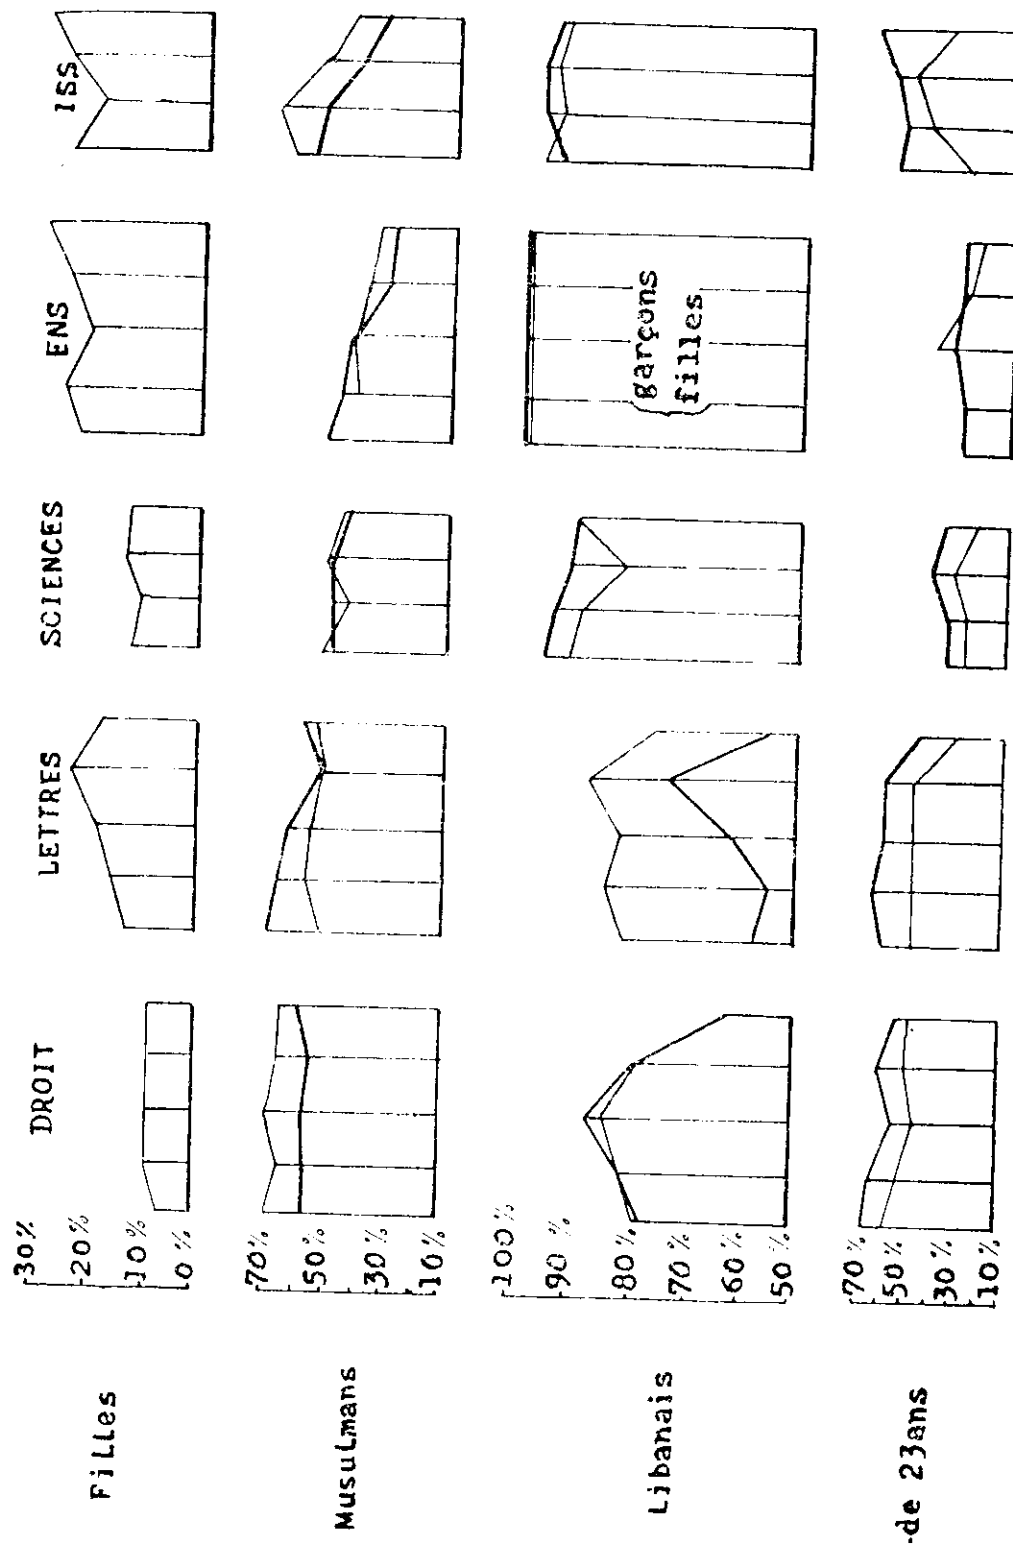 DROIT
LETTRES
SCIENCES
ENS
ISS
Filles
30%
20%
10%
0%
Musulmans
70%
50%
30%
10%
Libanais
100%
90%
80%
70%
60%
50%
garçons
filles
-de 23ans
70%
50%
30%
10%